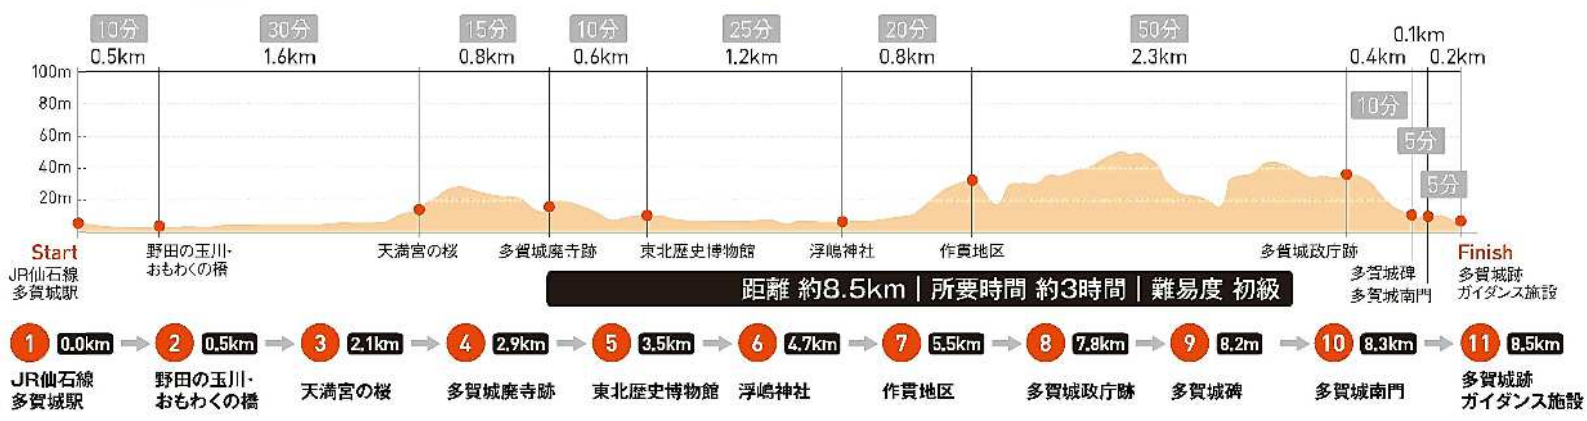 10分 30分 15分 10分 25分 20分 50分
0.1km
0.5km 1.6km 0.8km 0.6km 1.2km 0.8km 2.3km 0.4km 0.2km
100m
80m
10分
60m
5分
40m
5分
20m
Start
JR仙石線
多賀城駅
野田の玉川・
おもわくの橋
天満宮の桜
多賀城廃寺跡
東北歴史博物館
浮嶋神社
作貫地区
多賀城政庁跡
多賀城碑
多賀城南門
Finish
多賀城跡
ガイダンス施設
距離 約8.5km | 所要時間 約3時間 | 難易度 初級
1 0.0km
JR仙石線
多賀城駅
2 0.5km
野田の玉川・
おもわくの橋
3 2.1km
天満宮の桜
4 2.9km
多賀城廃寺跡
5 3.5km
東北歴史博物館
6 4.7km
浮嶋神社
7 5.5km
作貫地区
8 7.8km
多賀城政庁跡
9 8.2m
多賀城碑
10 8.3km
多賀城南門
11 8.5km
多賀城跡
ガイダンス施設